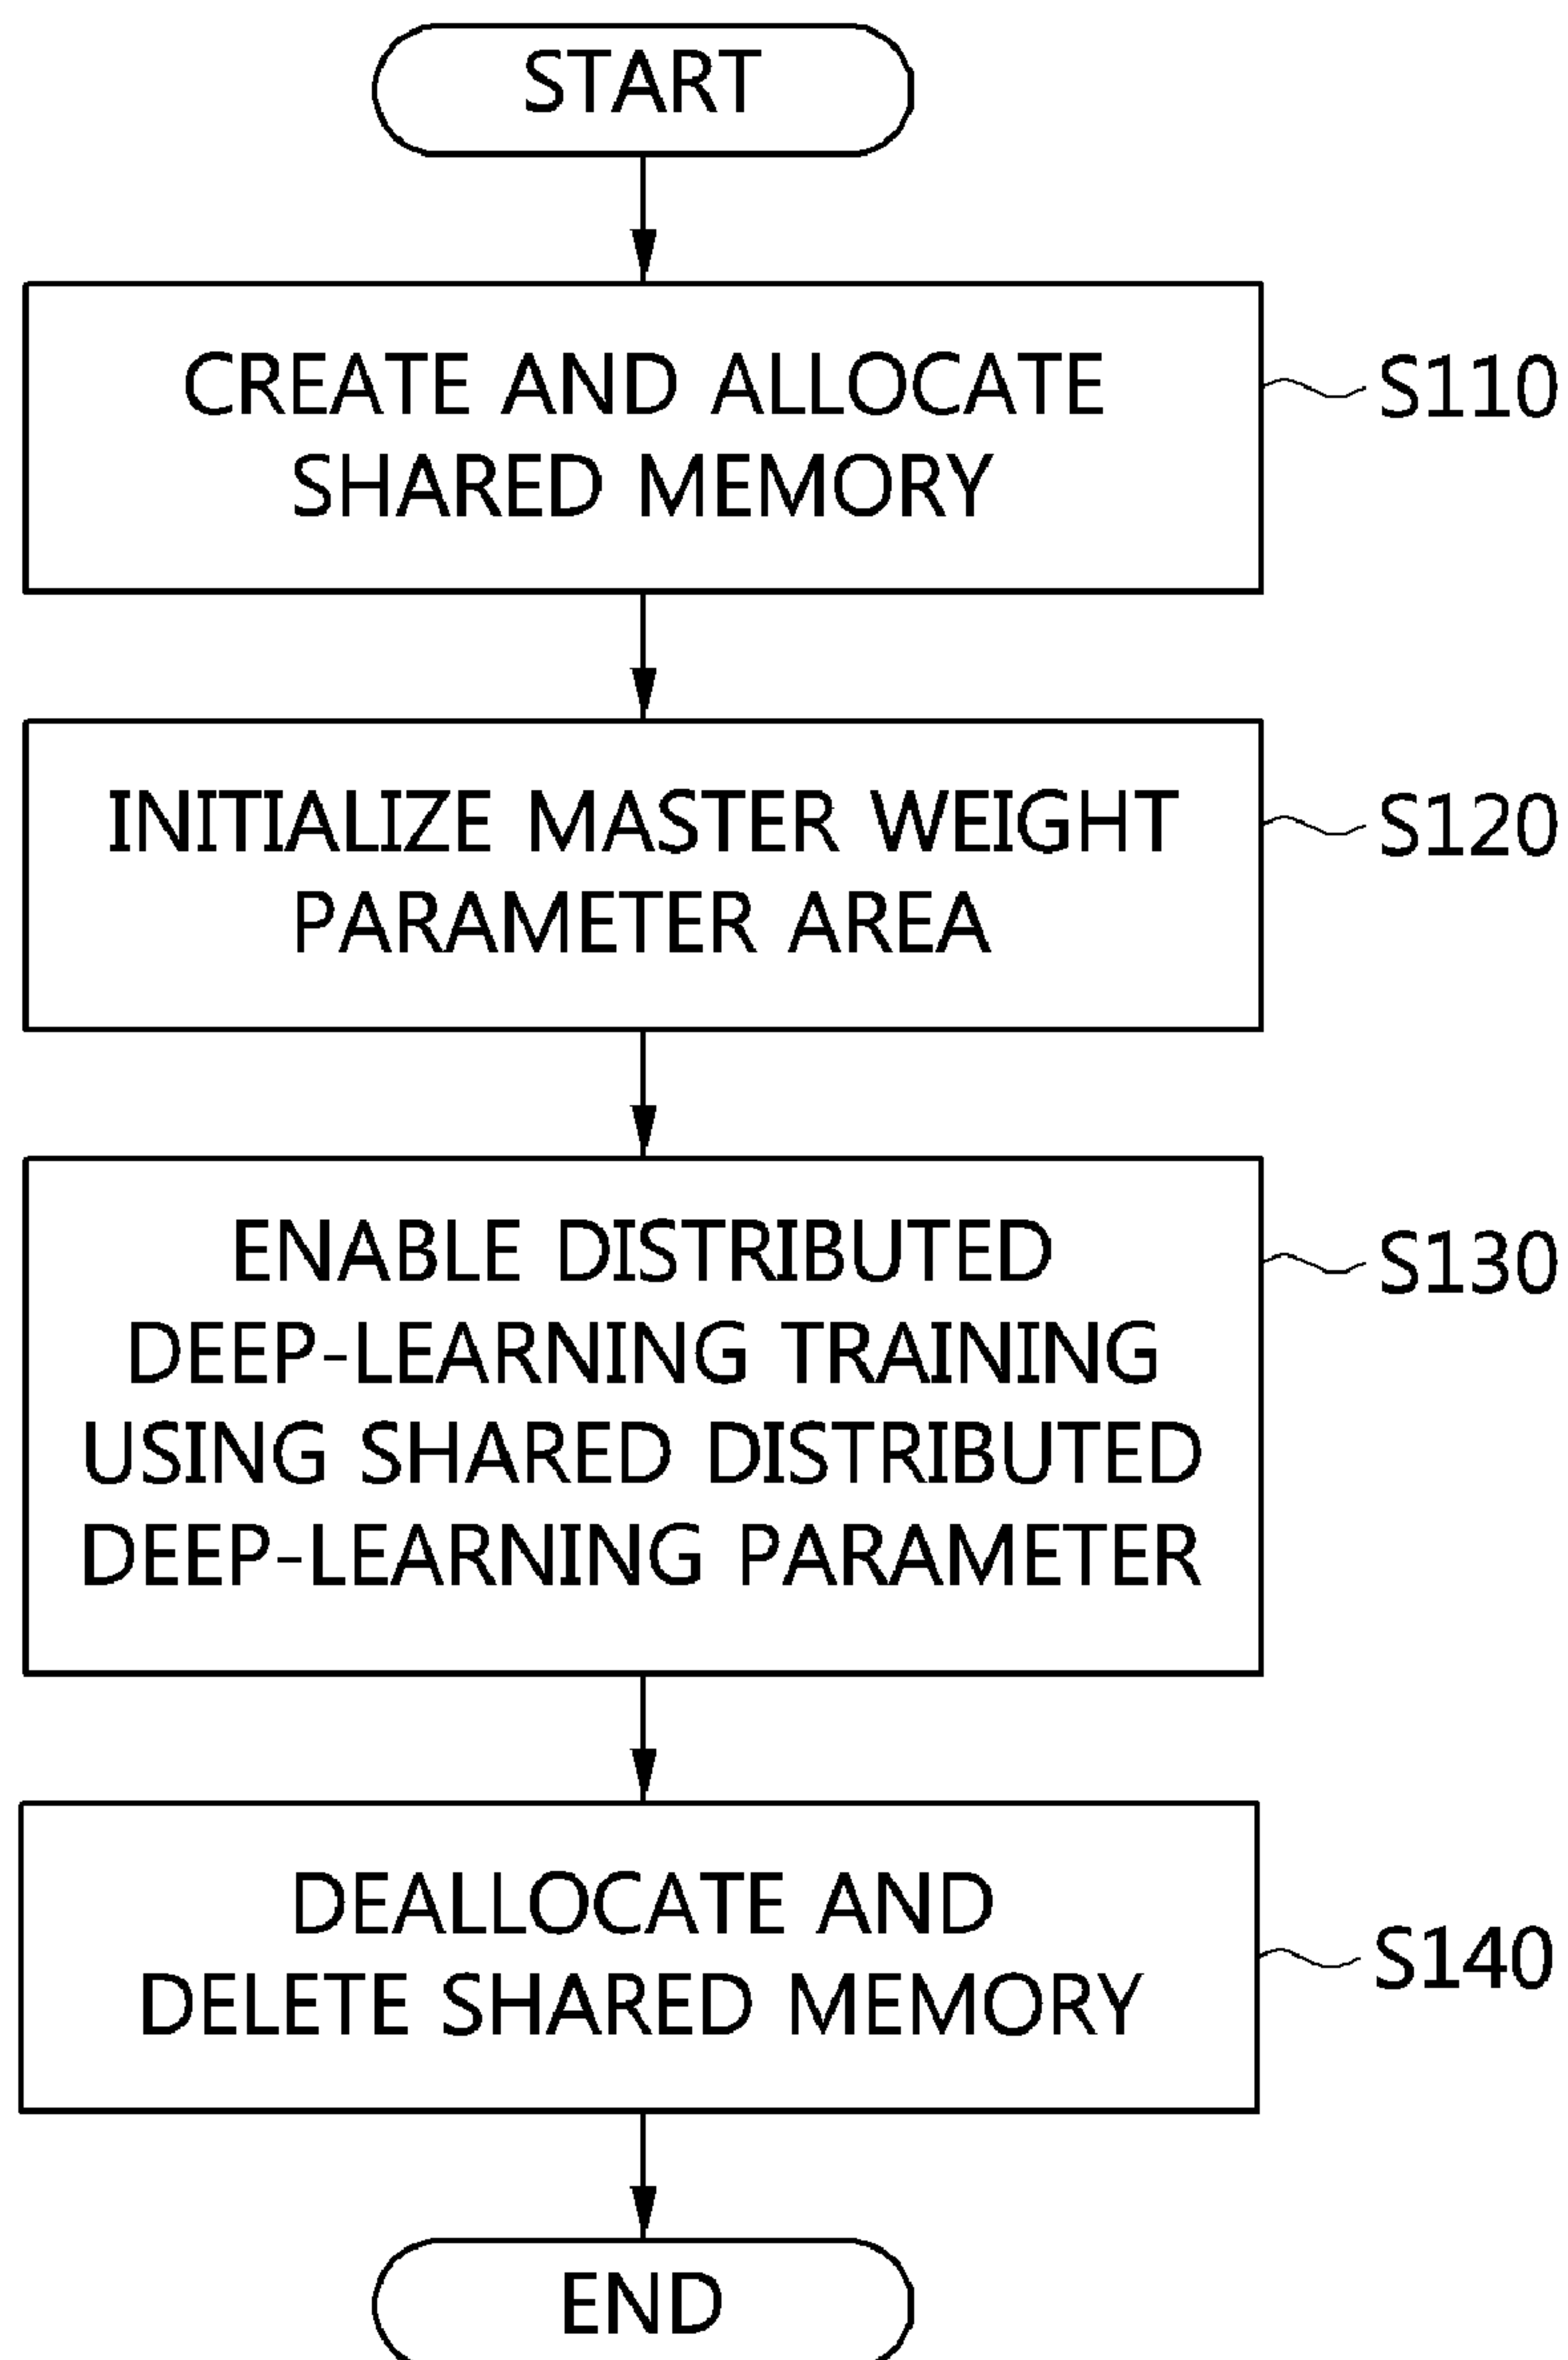 START
CREATE AND ALLOCATE
SHARED MEMORY
S110
INITIALIZE MASTER WEIGHT
PARAMETER AREA
S120
ENABLE DISTRIBUTED
DEEP-LEARNING TRAINING
USING SHARED DISTRIBUTED
DEEP-LEARNING PARAMETER
S130
DEALLOCATE AND
DELETE SHARED MEMORY
S140
END